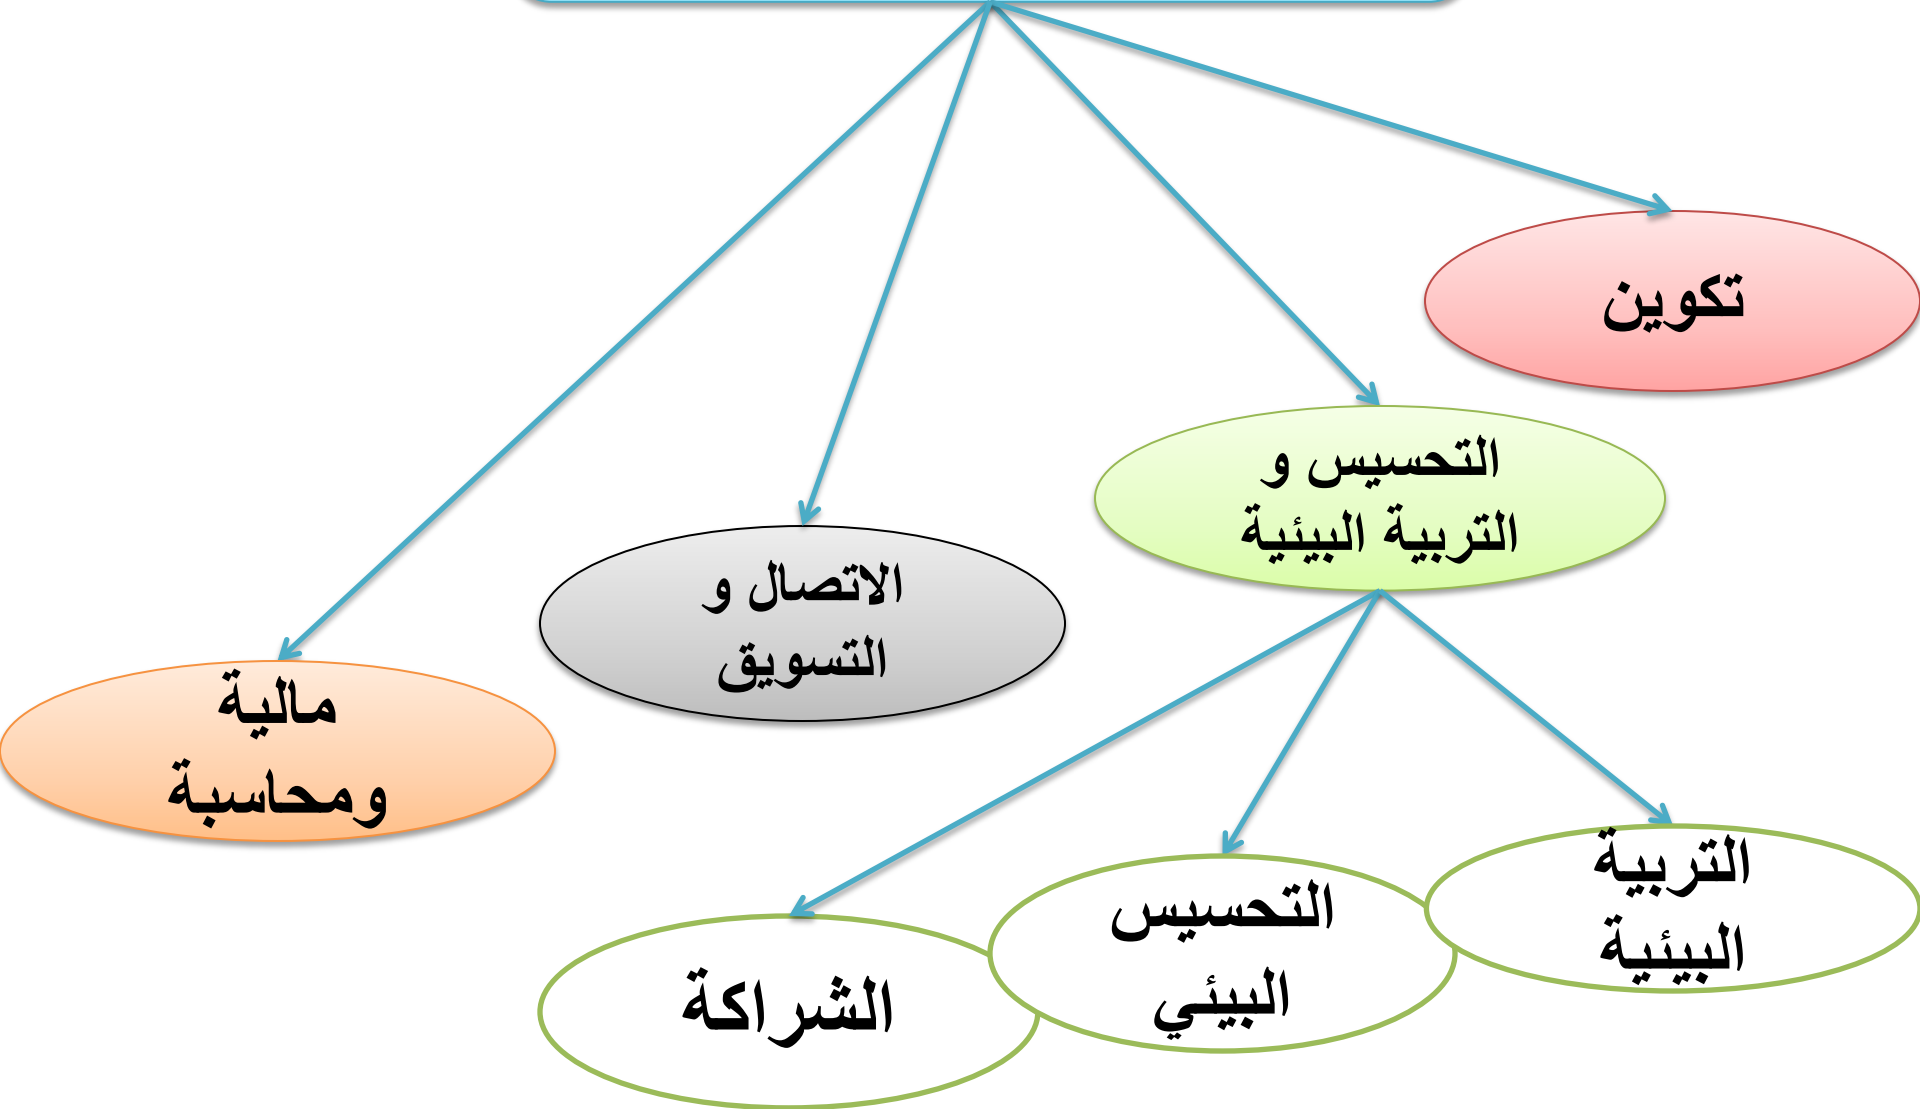 تكوين
التحسيس و
التربية البيئية
الاتصال و
التسويق
مالية
ومحاسبة
التربية
البيئية
التحسيس
البيئي
الشراكة